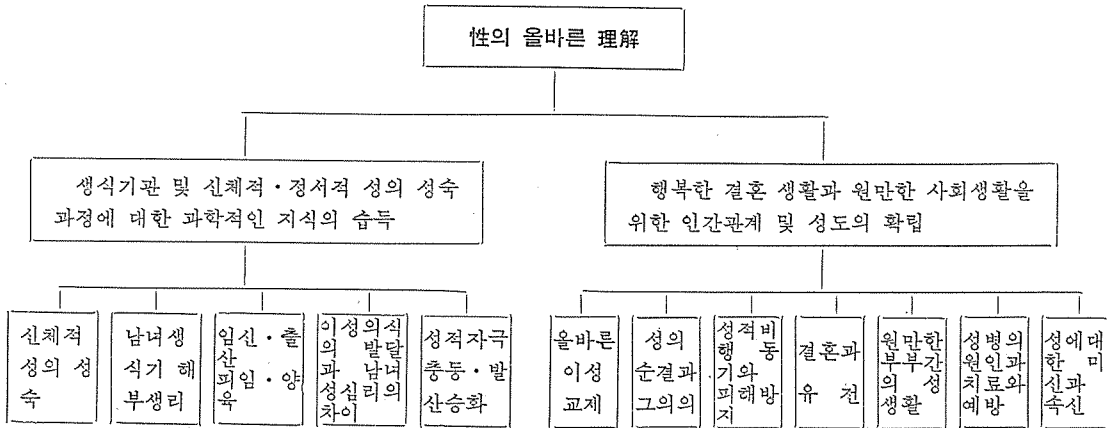 性의 올바른 理解
생식기관 및 신체적・정서적 성의 성숙
과정에 대한 과학적인 지식의 습득
행복한 결혼 생활과 원만한 사회생활을
위한 인간관계 및 성도의 확립
신체적
성의 성
숙
남녀생
식기 해
부생리
임신・출
산
피임・양
육
이성의식
의 발달
과 남녀
성심리의
차이
성적자극
충동・발
산승화
올바른
이성
교제
성의
순결과
그의의
성적비
행 동
기와
피해방
지
결혼과
유 전
원만한
부부간
의 성
생활
성병의
원인과
치료와
예방
성에대
한 미
신과
속신